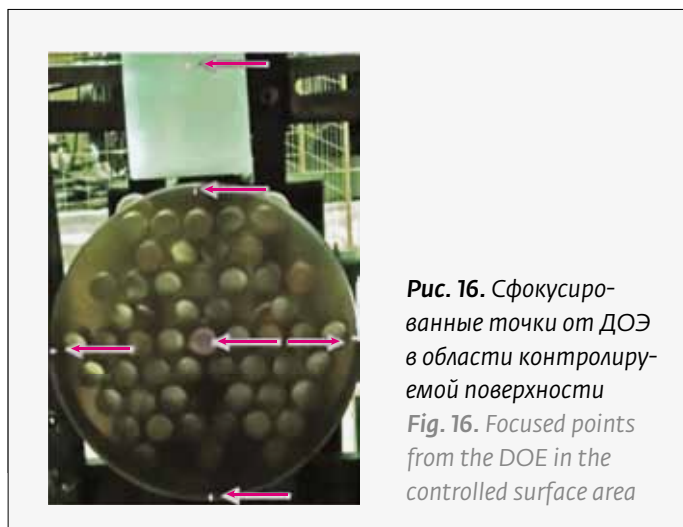 Рис. 16. Сфокусиро-
ванные точки от ДОЭ
в области контролиру-
емой поверхности
Fig. 16. Focused points
from the DOE in the
controlled surface area